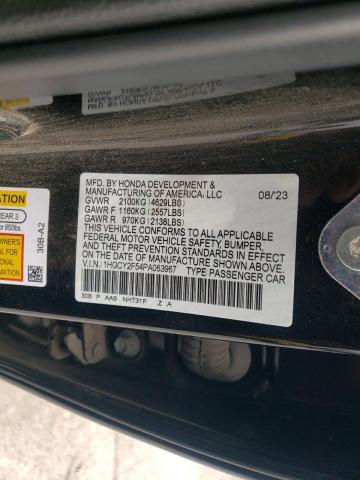 MFD. BY HONDA DEVELOPMENT &
MANUFACTURING OF AMERICA, LLC
08/23
GVWR 2100KG (4629LBS)
GAWR F 1160KG (2557LBS)
GAWR R 970KG (2138LBS)
THIS VEHICLE CONFORMS TO ALL APPLICABLE
FEDERAL MOTOR VEHICLE SAFETY, BUMPER,
AND THEFT PREVENTION STANDARDS IN EFFECT
ON THE DATE OF MANUFACTURE SHOWN ABOVE.
V.I.N.: 1HGCY2F54PA063967 TYPE PASSENGER CAR
30B P AA9 NH731P Z A
30B-A2
REAR 3